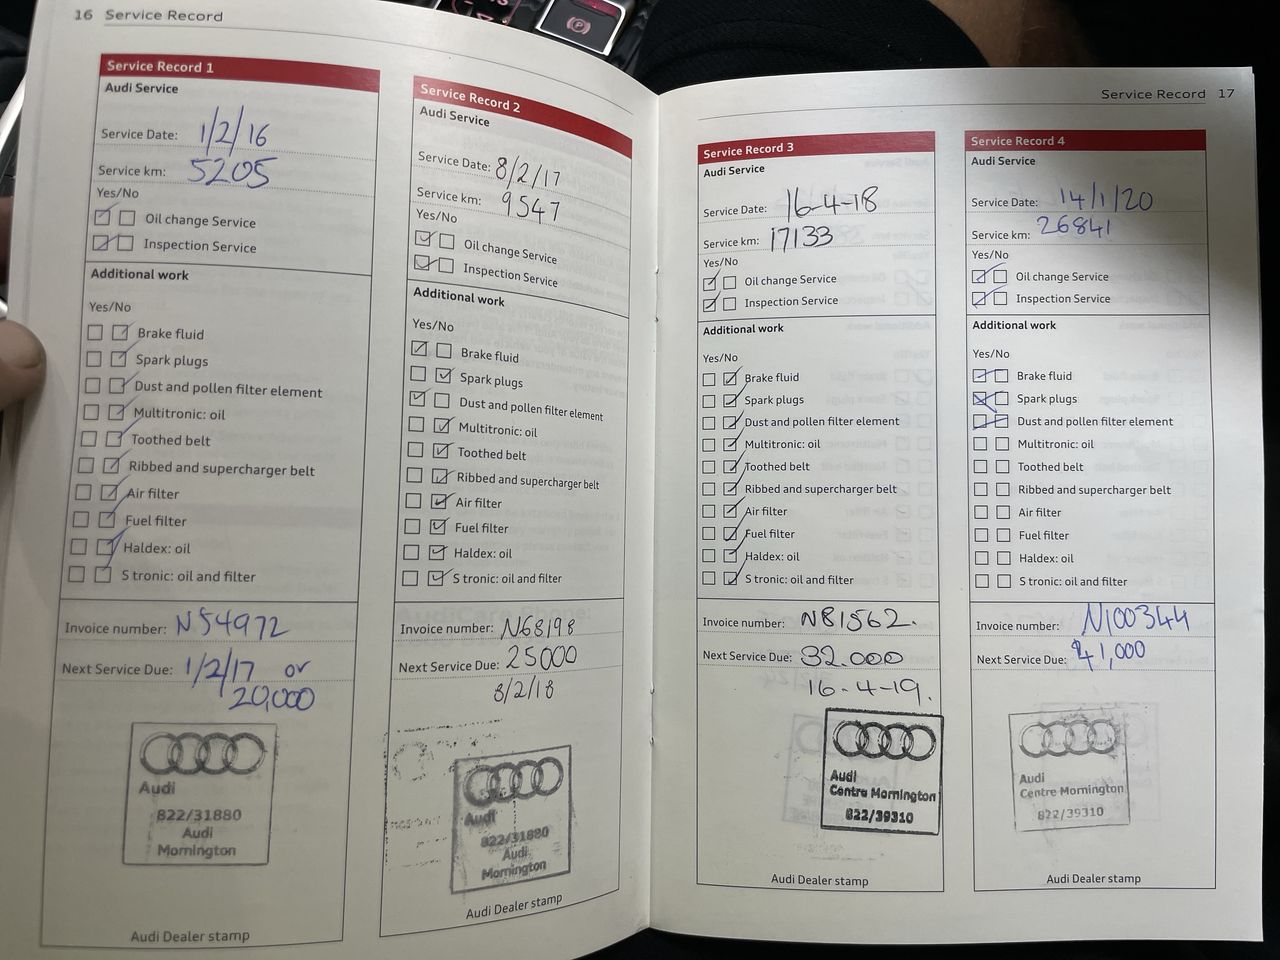 16 Service Record
Service Record 1
Audi Service
Service Date: 1/2/16
Service km: 5205
Yes/No
Oil change Service
Inspection Service
Additional work
Yes/No
Brake fluid
Spark plugs
Dust and pollen filter element
Multitronic: oil
Toothed belt
Ribbed and supercharger belt
Air filter
Fuel filter
Haldex: oil
S tronic: oil and filter
Invoice number: N54972
Next Service Due: 1/2/17 or
20,000
Audi
822/31880
Audi
Mornington
Audi Dealer stamp
Service Record 2
Audi Service
Service Date: 8/2/17
Service km: 9547
Yes/No
Oil change Service
Inspection Service
Additional work
Yes/No
Brake fluid
Spark plugs
Dust and pollen filter element
Multitronic: oil
Toothed belt
Ribbed and supercharger belt
Air filter
Fuel filter
Haldex: oil
S tronic: oil and filter
Invoice number: N68198
Next Service Due: 25000
8/2/18
Audi
822/31880
Audi
Mornington
Audi Dealer stamp
Service Record 17
Service Record 3
Audi Service
Service Date: 16-4-18
Service km: 17133
Yes/No
Oil change Service
Inspection Service
Additional work
Yes/No
Brake fluid
Spark plugs
Dust and pollen filter element
Multitronic: oil
Toothed belt
Ribbed and supercharger belt
Air filter
Fuel filter
Haldex: oil
S tronic: oil and filter
Invoice number: N81562.
Next Service Due: 32.000
16-4-19.
Audi
Centre Mornington
822/39310
Audi Dealer stamp
Service Record 4
Audi Service
Service Date: 14/1/20
Service km: 26841
Yes/No
Oil change Service
Inspection Service
Additional work
Yes/No
Brake fluid
Spark plugs
Dust and pollen filter element
Multitronic: oil
Toothed belt
Ribbed and supercharger belt
Air filter
Fuel filter
Haldex: oil
S tronic: oil and filter
Invoice number: N100344
Next Service Due: 41,000
Audi
Centre Mornington
822/39310
Audi Dealer stamp